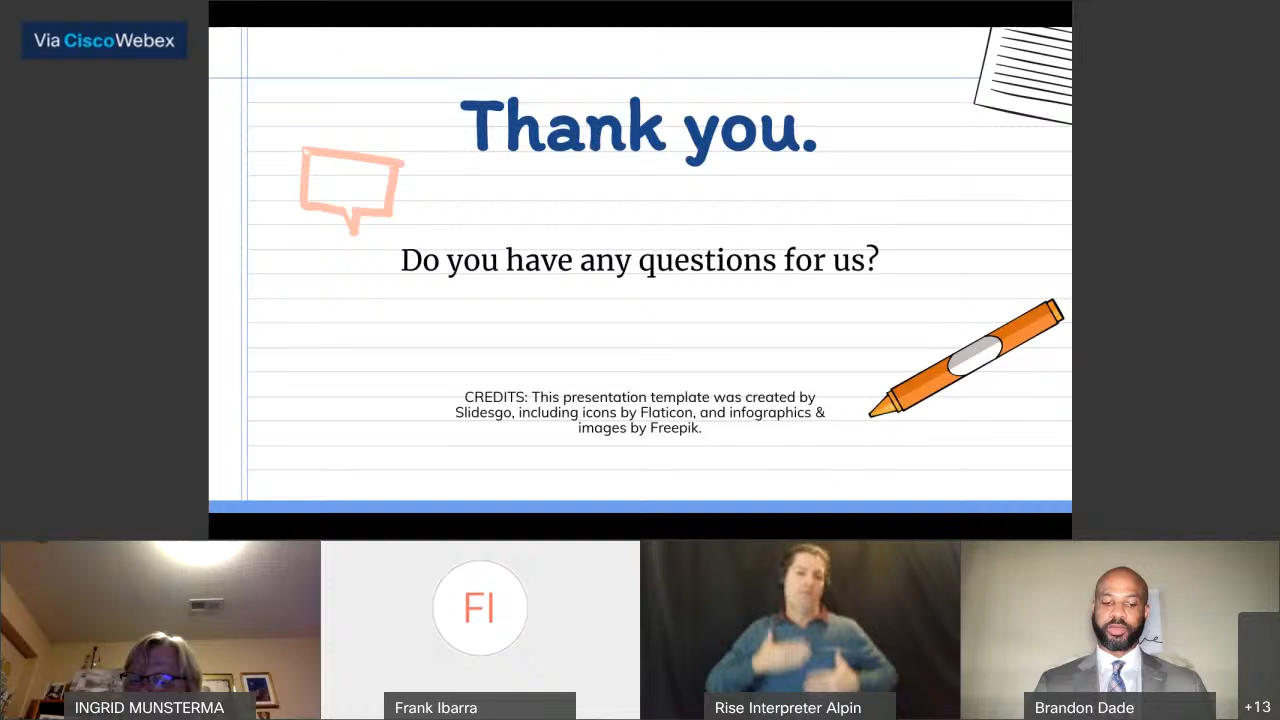 Via CiscoWebex
Thank you.
Do you have any questions for us?
CREDITS: This presentation template was created by
Slidesgo, including icons by Flaticon, and infographics &
images by Freepik.
FI
INGRID MUNSTERMA
Frank Ibarra
Rise Interpreter Alpin
Brandon Dade
+13